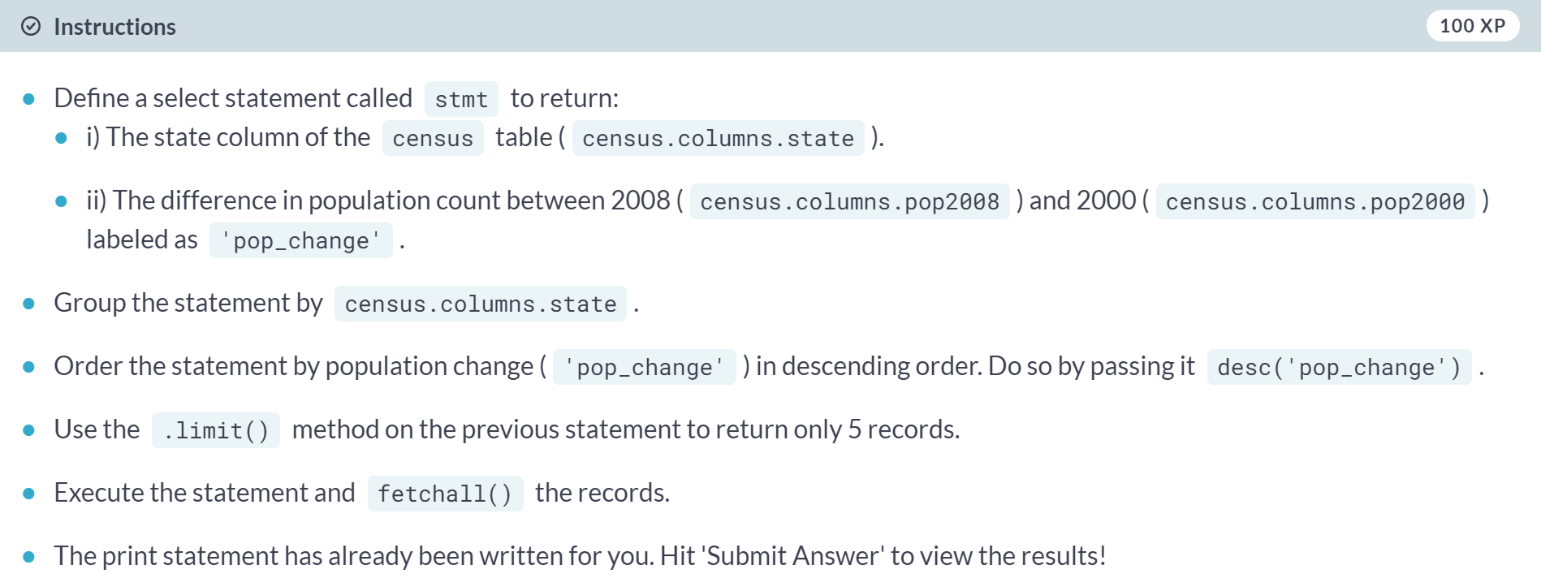 Instructions
100 XP
Define a select statement called stmt to return:
i) The state column of the census table ( census.columns.state ).
ii) The difference in population count between 2008 ( census.columns.pop2008 ) and 2000 ( census.columns.pop2000 )
labeled as 'pop_change' .
Group the statement by census.columns.state .
Order the statement by population change ( 'pop_change' ) in descending order. Do so by passing it desc('pop_change') .
Use the .limit() method on the previous statement to return only 5 records.
Execute the statement and fetchall() the records.
The print statement has already been written for you. Hit 'Submit Answer' to view the results!